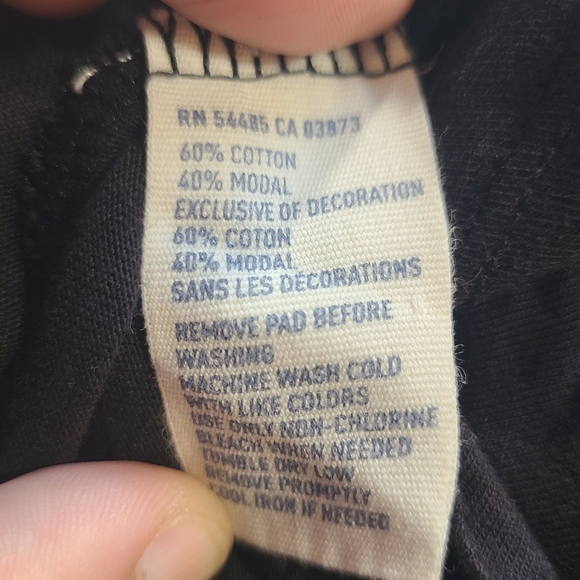 RN 54485 CA 03873
60% COTTON
40% MODAL
EXCLUSIVE OF DECORATION
60% COTON
40% MODAL
SANS LES DÉCORATIONS
REMOVE PAD BEFORE
WASHING
MACHINE WASH COLD
WITH LIKE COLORS
USE ONLY NON-CHLORINE
BLEACH WHEN NEEDED
TUMBLE DRY LOW
REMOVE PROMPTLY
COOL IRON IF NEEDED